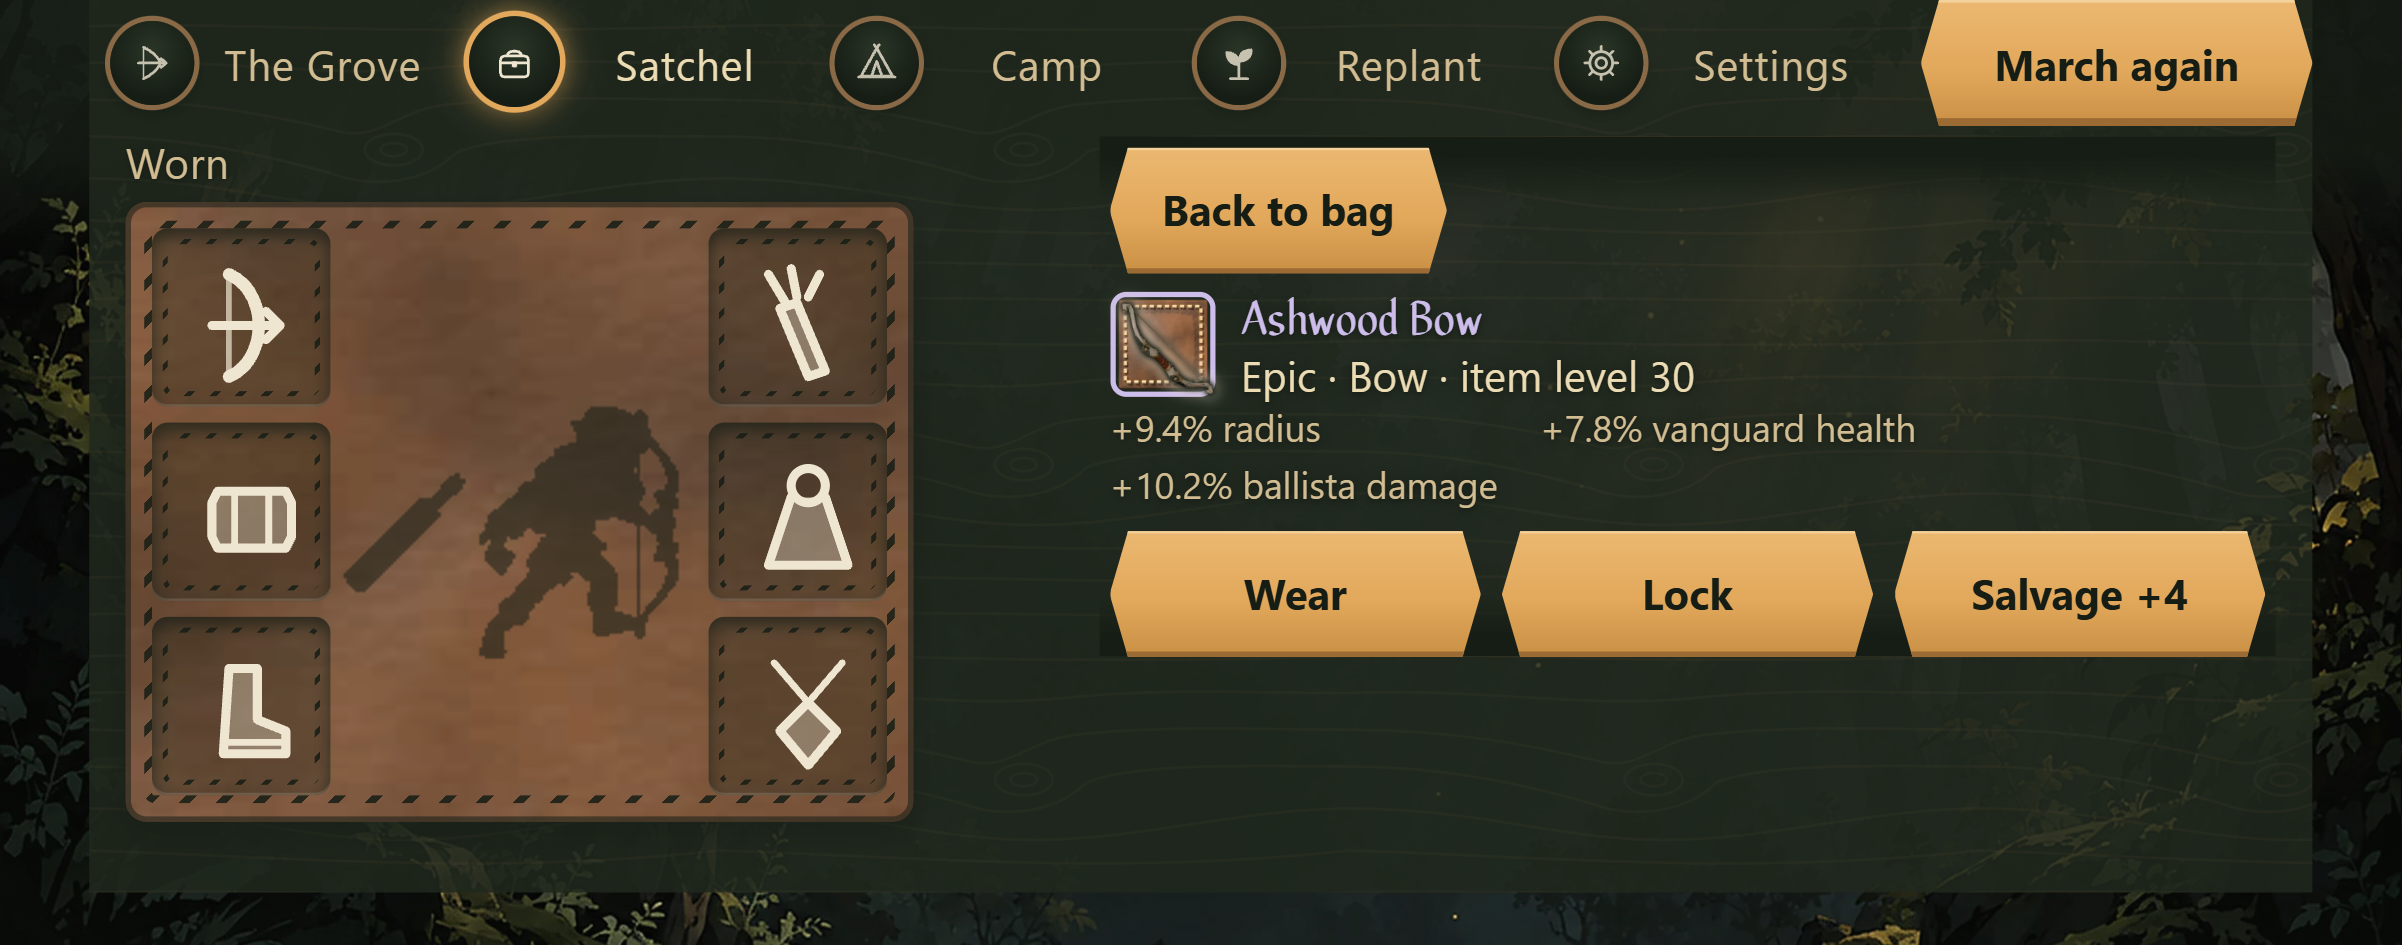 The Grove
Satchel
Camp
Replant
Settings
March again
Worn
Back to bag
Ashwood Bow
Epic · Bow · item level 30
+9.4% radius
+7.8% vanguard health
+10.2% ballista damage
Wear
Lock
Salvage +4